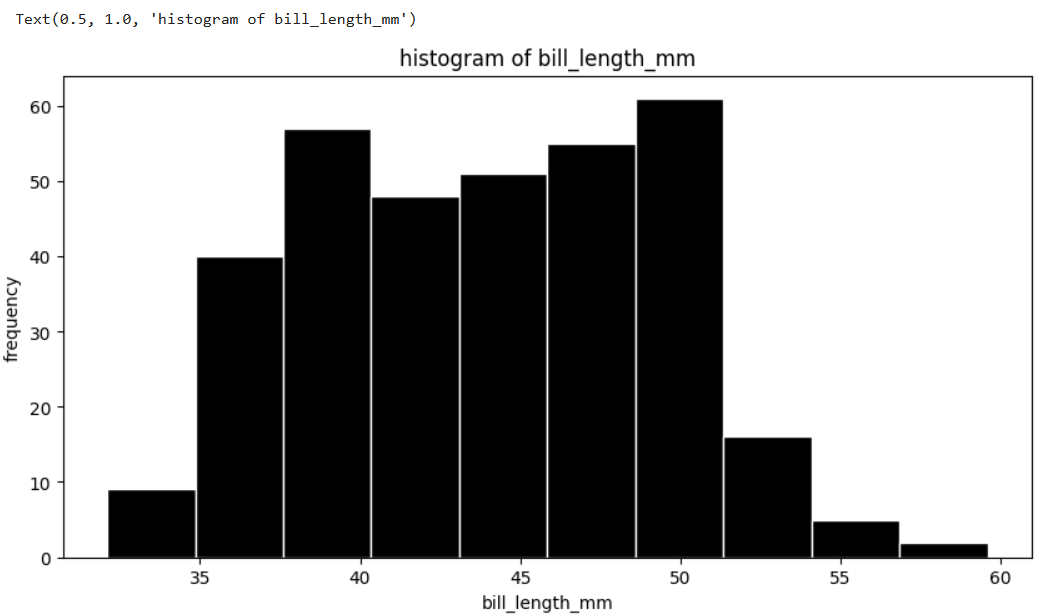 Text(0.5, 1.0, 'histogram of bill_length_mm')
histogram of bill_length_mm
60
50
40
30
20
10
0
frequency
35 40 45 50 55 60
bill_length_mm